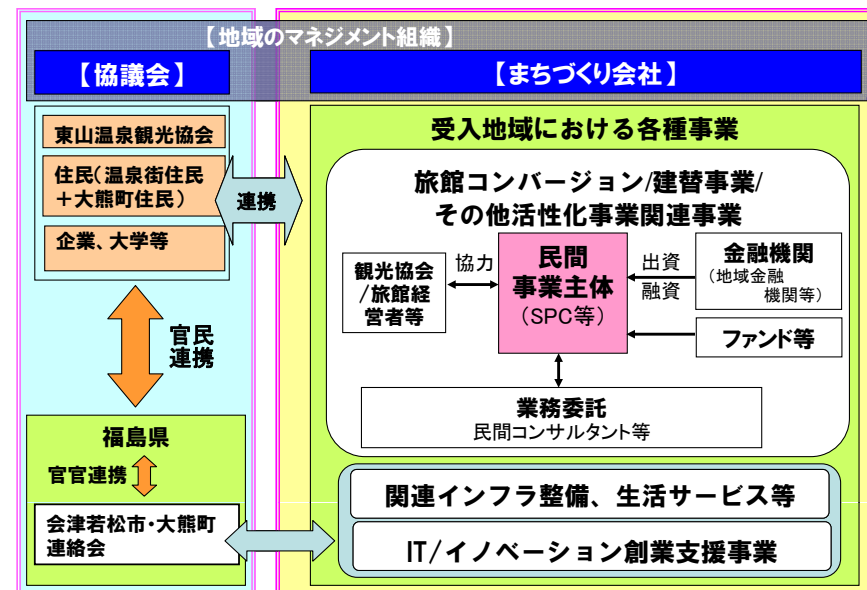 【地域のマネジメント組織】
【協議会】
東山温泉観光協会
住民(温泉街住民
＋大熊町住民)
企業、大学等
連携
官民
連携
福島県
官官連携
会津若松市・大熊町
連絡会
【まちづくり会社】
受入地域における各種事業
旅館コンバージョン/建替事業/
その他活性化事業関連事業
観光協会
/旅館経
営者等
協力
民間
事業主体
(SPC等)
出資
融資
金融機関
(地域金融
機関等)
ファンド等
業務委託
民間コンサルタント等
関連インフラ整備、生活サービス等
IT/イノベーション創業支援事業